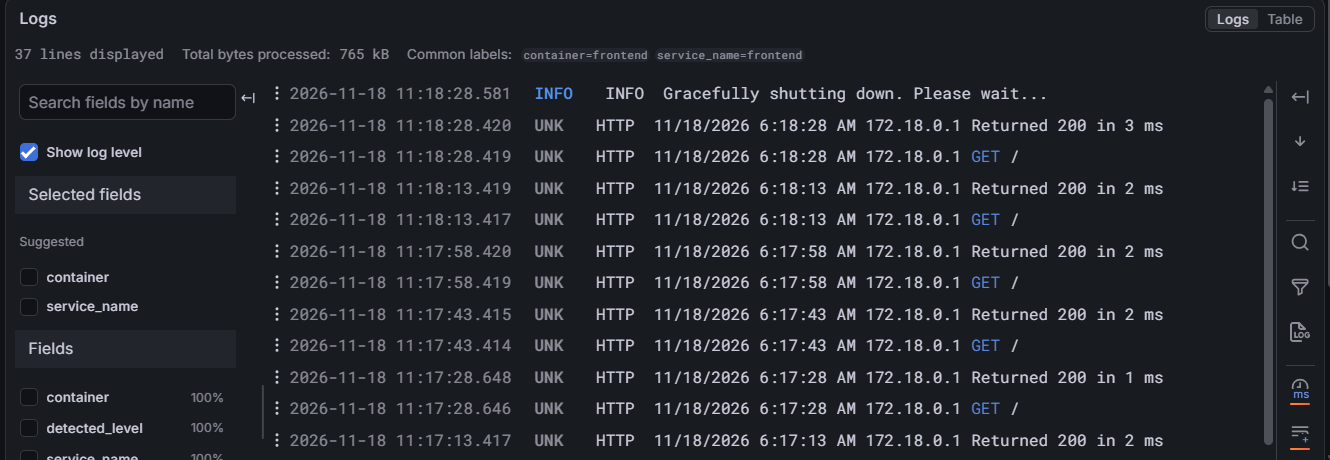 Logs
Logs Table
37 lines displayed Total bytes processed: 765 kB Common labels: container=frontend service_name=frontend
Search fields by name
Show log level
Selected fields
Suggested
container
service_name
Fields
container 100%
detected_level 100%
service_name 100%
2026-11-18 11:18:28.581 INFO INFO Gracefully shutting down. Please wait...
2026-11-18 11:18:28.420 UNK HTTP 11/18/2026 6:18:28 AM 172.18.0.1 Returned 200 in 3 ms
2026-11-18 11:18:28.419 UNK HTTP 11/18/2026 6:18:28 AM 172.18.0.1 GET /
2026-11-18 11:18:13.419 UNK HTTP 11/18/2026 6:18:13 AM 172.18.0.1 Returned 200 in 2 ms
2026-11-18 11:18:13.417 UNK HTTP 11/18/2026 6:18:13 AM 172.18.0.1 GET /
2026-11-18 11:17:58.420 UNK HTTP 11/18/2026 6:17:58 AM 172.18.0.1 Returned 200 in 2 ms
2026-11-18 11:17:58.419 UNK HTTP 11/18/2026 6:17:58 AM 172.18.0.1 GET /
2026-11-18 11:17:43.415 UNK HTTP 11/18/2026 6:17:43 AM 172.18.0.1 Returned 200 in 2 ms
2026-11-18 11:17:43.414 UNK HTTP 11/18/2026 6:17:43 AM 172.18.0.1 GET /
2026-11-18 11:17:28.648 UNK HTTP 11/18/2026 6:17:28 AM 172.18.0.1 Returned 200 in 1 ms
2026-11-18 11:17:28.646 UNK HTTP 11/18/2026 6:17:28 AM 172.18.0.1 GET /
2026-11-18 11:17:13.417 UNK HTTP 11/18/2026 6:17:13 AM 172.18.0.1 Returned 200 in 2 ms
LOG
ms